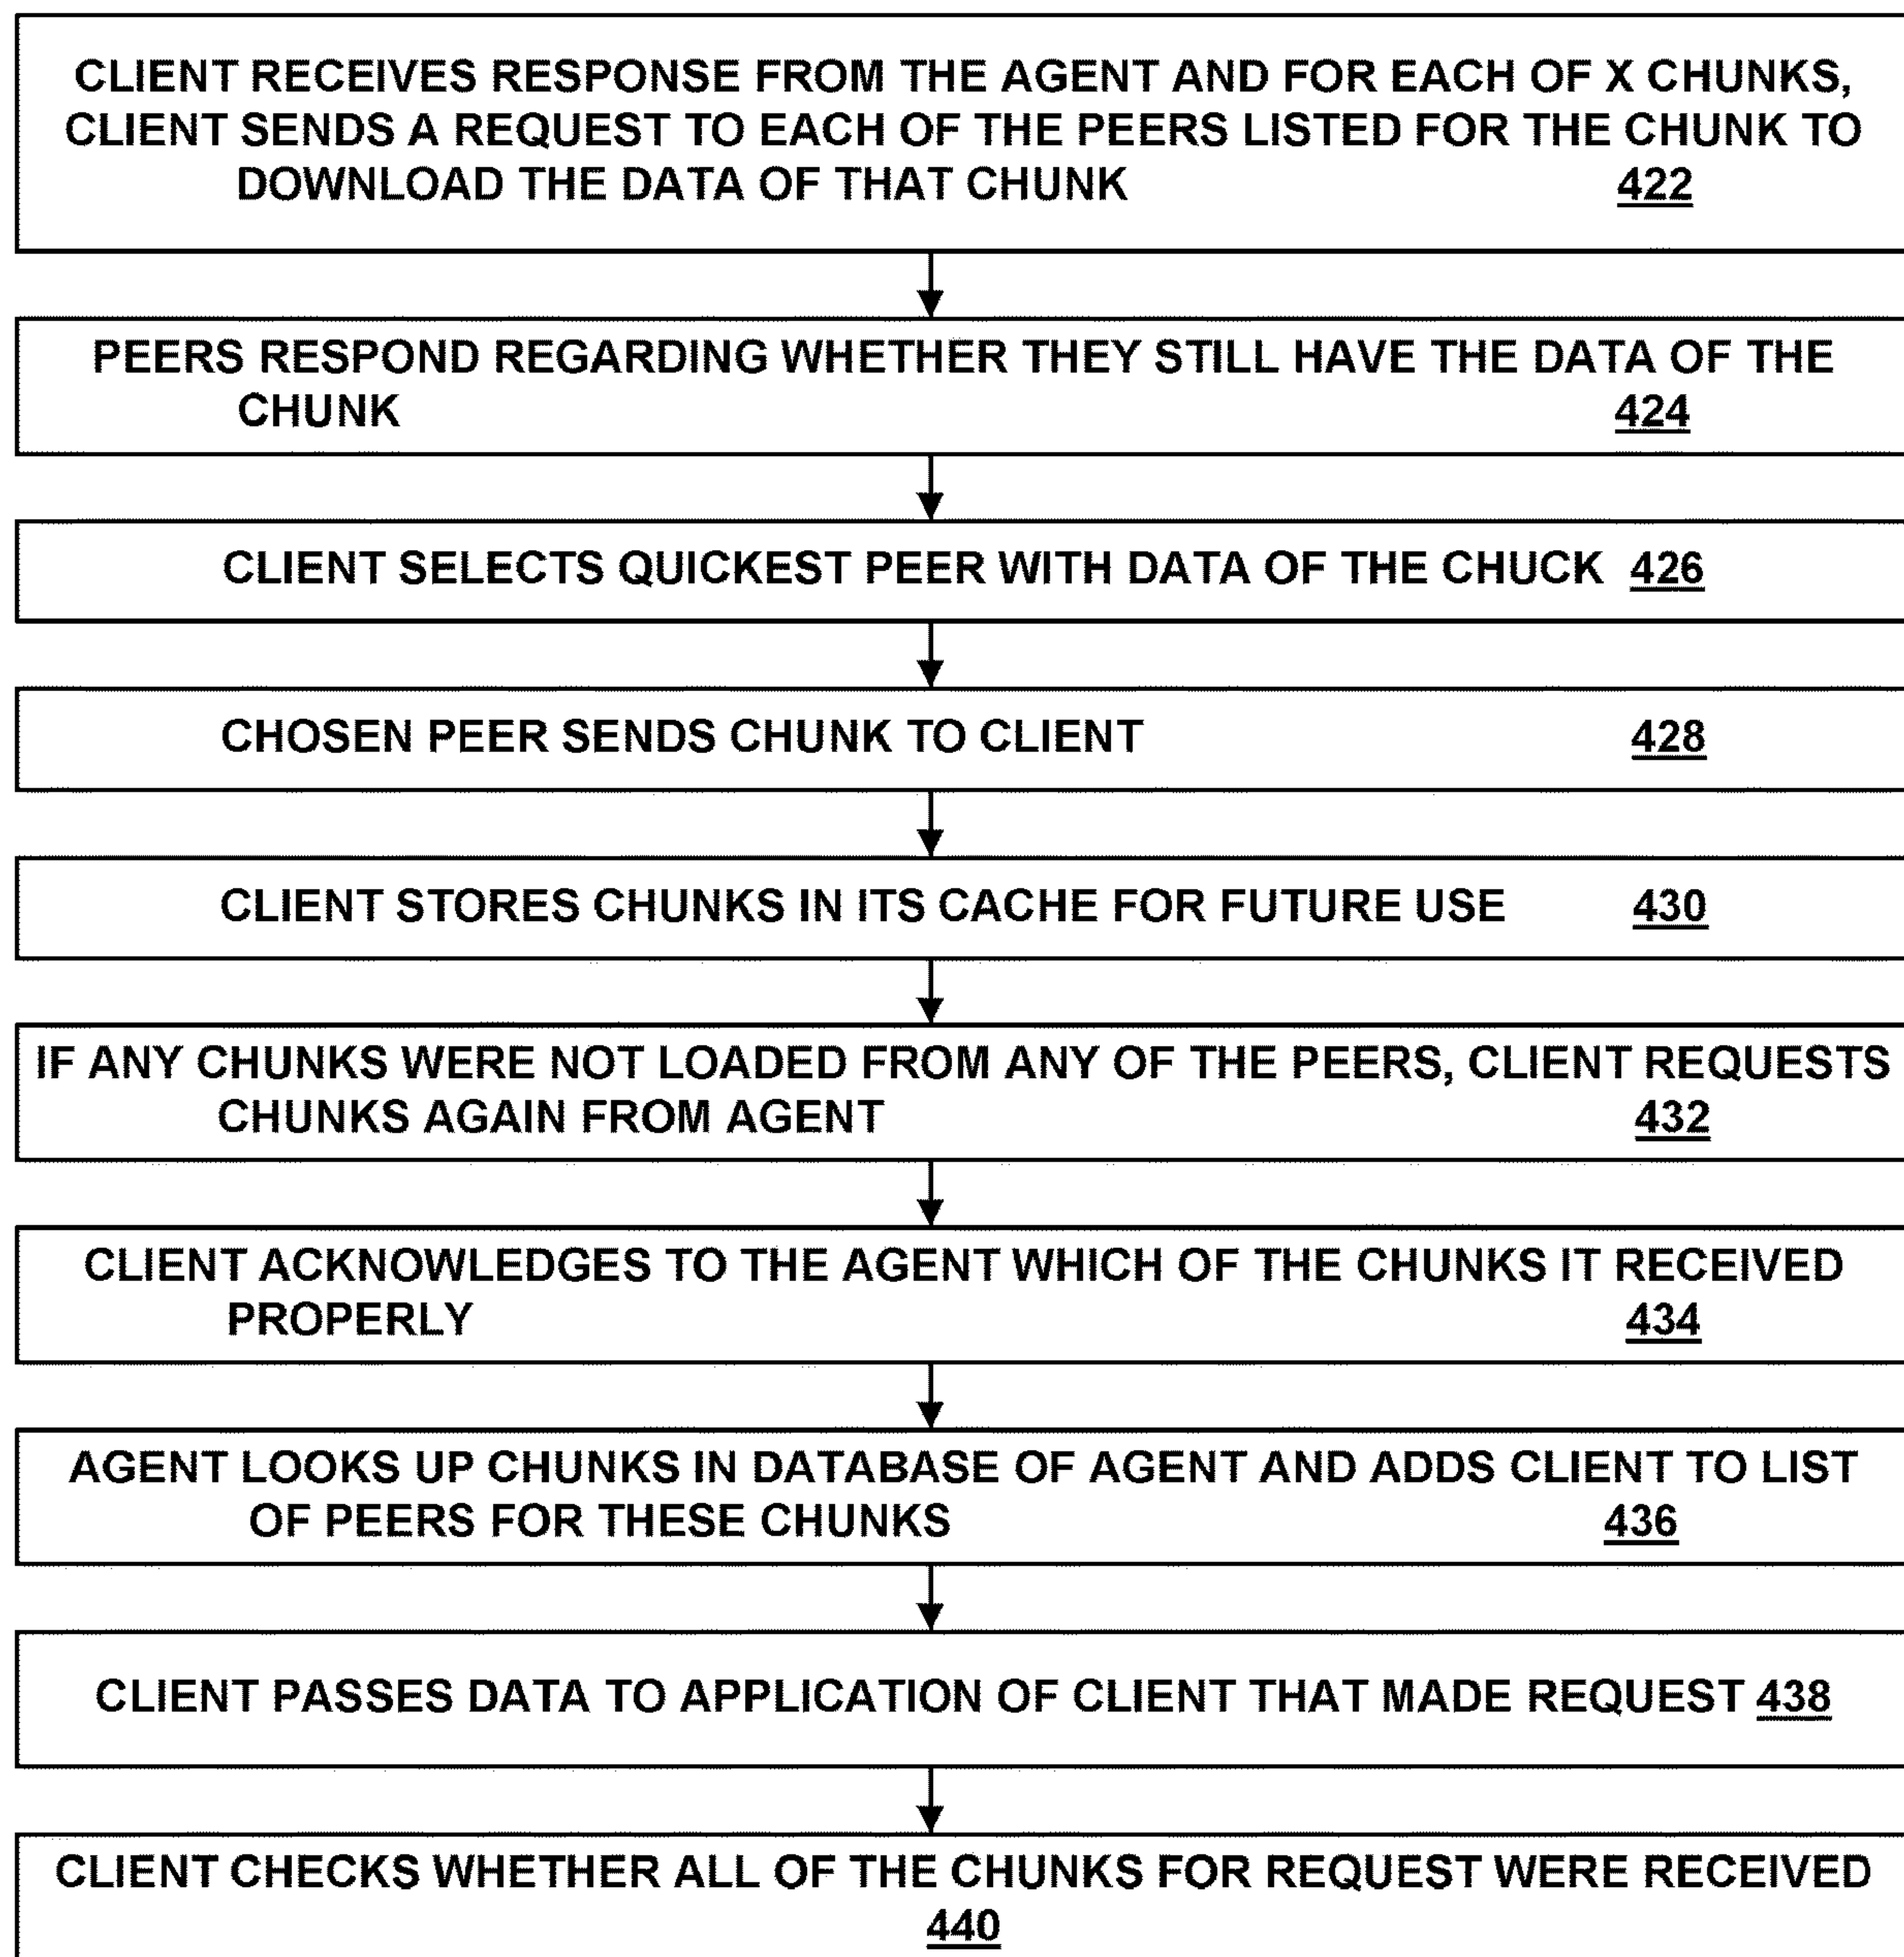 CLIENT RECEIVES RESPONSE FROM THE AGENT AND FOR EACH OF X CHUNKS,
CLIENT SENDS A REQUEST TO EACH OF THE PEERS LISTED FOR THE CHUNK TO
DOWNLOAD THE DATA OF THAT CHUNK 422
PEERS RESPOND REGARDING WHETHER THEY STILL HAVE THE DATA OF THE
CHUNK 424
CLIENT SELECTS QUICKEST PEER WITH DATA OF THE CHUCK 426
CHOSEN PEER SENDS CHUNK TO CLIENT 428
CLIENT STORES CHUNKS IN ITS CACHE FOR FUTURE USE 430
IF ANY CHUNKS WERE NOT LOADED FROM ANY OF THE PEERS, CLIENT REQUESTS
CHUNKS AGAIN FROM AGENT 432
CLIENT ACKNOWLEDGES TO THE AGENT WHICH OF THE CHUNKS IT RECEIVED
PROPERLY 434
AGENT LOOKS UP CHUNKS IN DATABASE OF AGENT AND ADDS CLIENT TO LIST
OF PEERS FOR THESE CHUNKS 436
CLIENT PASSES DATA TO APPLICATION OF CLIENT THAT MADE REQUEST 438
CLIENT CHECKS WHETHER ALL OF THE CHUNKS FOR REQUEST WERE RECEIVED
440